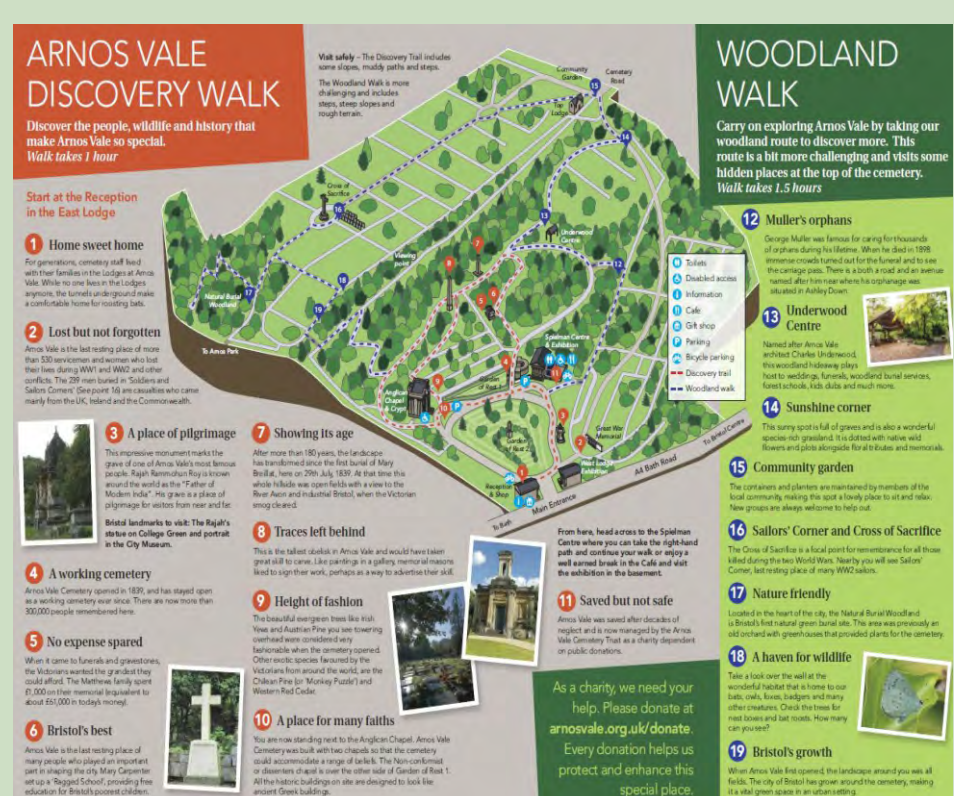 ARNOS VALE
DISCOVERY WALK
Discover the people, wildlife and history that
make Arnos Vale so special.
Walk takes 1 hour
Start at the Reception
in the East Lodge
1 Home sweet home
For generations, cemetery staff lived
with their families in the Lodges at Arnos
Vale. While no one lives in the Lodges
anymore, the tunnels underground make
a comfortable home for roosting bats.
2 Lost but not forgotten
Arnos Vale is the last resting place of more
than 530 servicemen and women who lost
their lives during WW1 and WW2 and other
conflicts. The 239 men buried in 'Soldiers and
Sailors Corners' (See point 16) are casualties who came
mainly from the UK, Ireland and the Commonwealth.
3 A place of pilgrimage
This impressive monument marks the
grave of one of Arnos Vale's most famous
people. Rajah Rammohun Roy is known
around the world as the "Father of
Modern India". His grave is a place of
pilgrimage for visitors from near and far.
Bristol landmarks to visit: The Rajah's
statue on College Green and portrait
in the City Museum.
4 A working cemetery
Arnos Vale Cemetery opened in 1839, and has stayed open
as a working cemetery ever since. There are now more than
300,000 people remembered here.
5 No expense spared
When it came to funerals and gravestones,
the Victorians wanted the grandest they
could afford. The Matthews family spent
£1,000 on their memorial (equivalent to
about £61,000 in today's money).
6 Bristol's best
Arnos Vale is the last resting place of
many people who played an important
part in shaping the city. Mary Carpenter
set up a 'Ragged School', providing free
education for Bristol's poorest children.
7 Showing its age
After more than 180 years, the landscape
has transformed since the first burial of Mary
Breillat, here on 29th July, 1839. At that time this
whole hillside was open fields with a view to the
River Avon and industrial Bristol, when the Victorian
smog cleared.
8 Traces left behind
This is the tallest obelisk in Arnos Vale and would have taken
great skill to carve. Like paintings in a gallery, memorial masons
liked to sign their work, perhaps as a way to advertise their skill.
9 Height of fashion
The beautiful evergreen trees like Irish
Yews and Austrian Pine you see towering
overhead were considered very
fashionable when the cemetery opened.
Other exotic species favoured by the
Victorians from around the world, are the
Chilean Pine (or 'Monkey Puzzle') and
Western Red Cedar.
10 A place for many faiths
You are now standing next to the Anglican Chapel. Arnos Vale
Cemetery was built with two chapels so that the cemetery
could accommodate a range of beliefs. The Non-conformist
or dissenters chapel is over the other side of Garden of Rest 1.
All the historic buildings on site are designed to look like
ancient Greek buildings.
Visit safely – The Discovery Trail includes
some slopes, muddy paths and steps.
The Woodland Walk is more
challenging and includes
steps, steep slopes and
rough terrain.
Community
Garden
Cemetery
Road
Top
Lodge
15
14
13
Underwood
Centre
12
Cross of
Sacrifice
16
Viewing
point
7
8
6
5
17
Natural Burial
Woodland
18
19
To Arnos Park
Spielman Centre
& Exhibition
11
4
Garden
of Rest 1
P
Anglican
Chapel
& Crypt
9
10
P
Garden
of Rest 2
3
Great War
Memorial
2
West Lodge
Exhibition
1
Reception
& Shop
Main Entrance
To Bath
A4 Bath Road
To Bristol Centre
Toilets
Disabled access
Information
Cafe
Gift shop
P Parking
Bicycle parking
Discovery trail
Woodland walk
From here, head across to the Spielman
Centre where you can take the right-hand
path and continue your walk or enjoy a
well earned break in the Café and visit
the exhibition in the basement.
11 Saved but not safe
Arnos Vale was saved after decades of
neglect and is now managed by the Arnos
Vale Cemetery Trust as a charity dependent
on public donations.
As a charity, we need your
help. Please donate at
arnosvale.org.uk/donate.
Every donation helps us
protect and enhance this
special place.
WOODLAND
WALK
Carry on exploring Arnos Vale by taking our
woodland route to discover more. This
route is a bit more challenging and visits some
hidden places at the top of the cemetery.
Walk takes 1.5 hours
12 Muller's orphans
George Muller was famous for caring for thousands
of orphans during his lifetime. When he died in 1898
immense crowds turned out for the funeral and to see
the carriage pass. There is a both a road and an avenue
named after him near where his orphanage was
situated in Ashley Down.
13 Underwood
Centre
Named after Arnos Vale
architect Charles Underwood,
this woodland hideaway plays
host to weddings, funerals, woodland burial services,
forest schools, kids clubs and much more.
14 Sunshine corner
This sunny spot is full of graves and is also a wonderful
species-rich grassland. It is dotted with native wild
flowers and plots alongside floral tributes and memorials.
15 Community garden
The containers and planters are maintained by members of the
local community, making this spot a lovely place to sit and relax.
New groups are always welcome to help out.
16 Sailors' Corner and Cross of Sacrifice
The Cross of Sacrifice is a focal point for remembrance for all those
killed during the two World Wars. Nearby you will see Sailors'
Corner, last resting place of many WW2 sailors.
17 Nature friendly
Located in the heart of the city, the Natural Burial Woodland
is Bristol's first natural green burial site. This area was previously an
old orchard with greenhouses that provided plants for the cemetery.
18 A haven for wildlife
Take a look over the wall at the
wonderful habitat that is home to our
bats, owls, foxes, badgers and many
other creatures. Check the trees for
nest boxes and bat roosts. How many
can you see?
19 Bristol's growth
When Arnos Vale first opened, the landscape around you was all
fields. The city of Bristol has grown around the cemetery, making
it a vital green space in an urban setting.